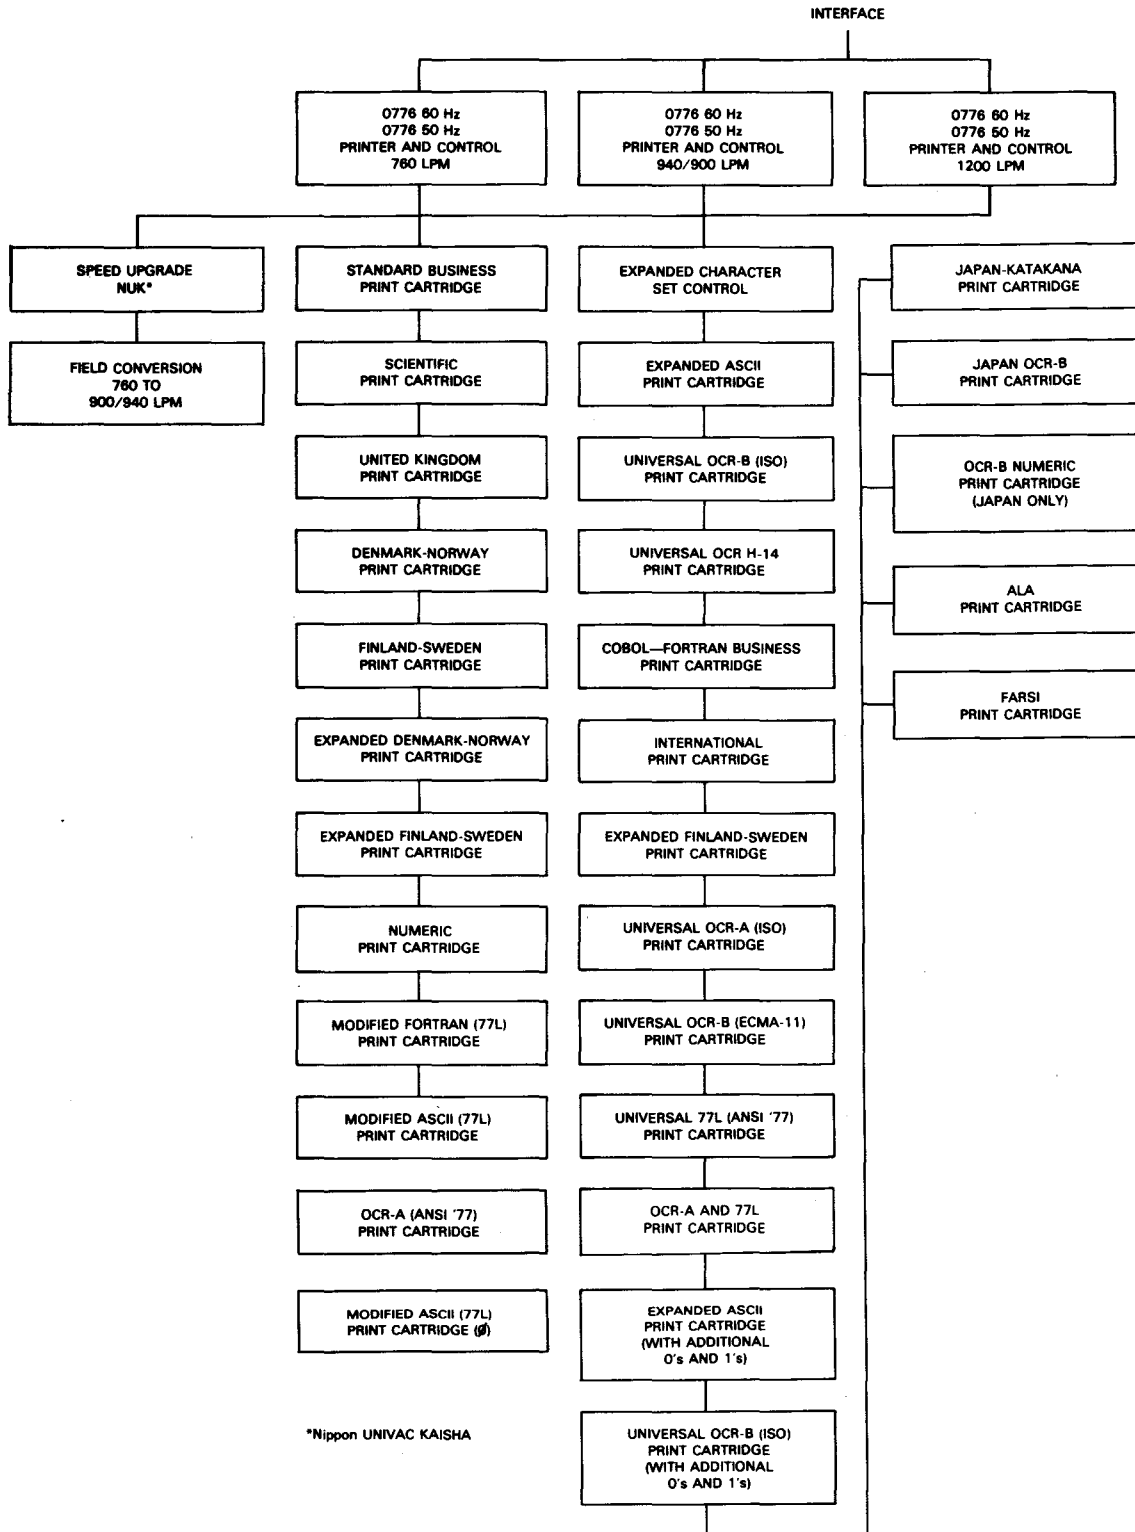 INTERFACE
0776 60 Hz
0776 50 Hz
PRINTER AND CONTROL
760 LPM
0776 60 Hz
0776 50 Hz
PRINTER AND CONTROL
940/900 LPM
0776 60 Hz
0776 50 Hz
PRINTER AND CONTROL
1200 LPM
SPEED UPGRADE
NUK*
FIELD CONVERSION
760 TO
900/940 LPM
STANDARD BUSINESS
PRINT CARTRIDGE
SCIENTIFIC
PRINT CARTRIDGE
UNITED KINGDOM
PRINT CARTRIDGE
DENMARK-NORWAY
PRINT CARTRIDGE
FINLAND-SWEDEN
PRINT CARTRIDGE
EXPANDED DENMARK-NORWAY
PRINT CARTRIDGE
EXPANDED FINLAND-SWEDEN
PRINT CARTRIDGE
NUMERIC
PRINT CARTRIDGE
MODIFIED FORTRAN (77L)
PRINT CARTRIDGE
MODIFIED ASCII (77L)
PRINT CARTRIDGE
OCR-A (ANSI '77)
PRINT CARTRIDGE
MODIFIED ASCII (77L)
PRINT CARTRIDGE (Ø)
*Nippon UNIVAC KAISHA
EXPANDED CHARACTER
SET CONTROL
EXPANDED ASCII
PRINT CARTRIDGE
UNIVERSAL OCR-B (ISO)
PRINT CARTRIDGE
UNIVERSAL OCR H-14
PRINT CARTRIDGE
COBOL—FORTRAN BUSINESS
PRINT CARTRIDGE
INTERNATIONAL
PRINT CARTRIDGE
EXPANDED FINLAND-SWEDEN
PRINT CARTRIDGE
UNIVERSAL OCR-A (ISO)
PRINT CARTRIDGE
UNIVERSAL OCR-B (ECMA-11)
PRINT CARTRIDGE
UNIVERSAL 77L (ANSI '77)
PRINT CARTRIDGE
OCR-A AND 77L
PRINT CARTRIDGE
EXPANDED ASCII
PRINT CARTRIDGE
(WITH ADDITIONAL
0's AND 1's)
UNIVERSAL OCR-B (ISO)
PRINT CARTRIDGE
(WITH ADDITIONAL
0's AND 1's)
JAPAN-KATAKANA
PRINT CARTRIDGE
JAPAN OCR-B
PRINT CARTRIDGE
OCR-B NUMERIC
PRINT CARTRIDGE
(JAPAN ONLY)
ALA
PRINT CARTRIDGE
FARSI
PRINT CARTRIDGE